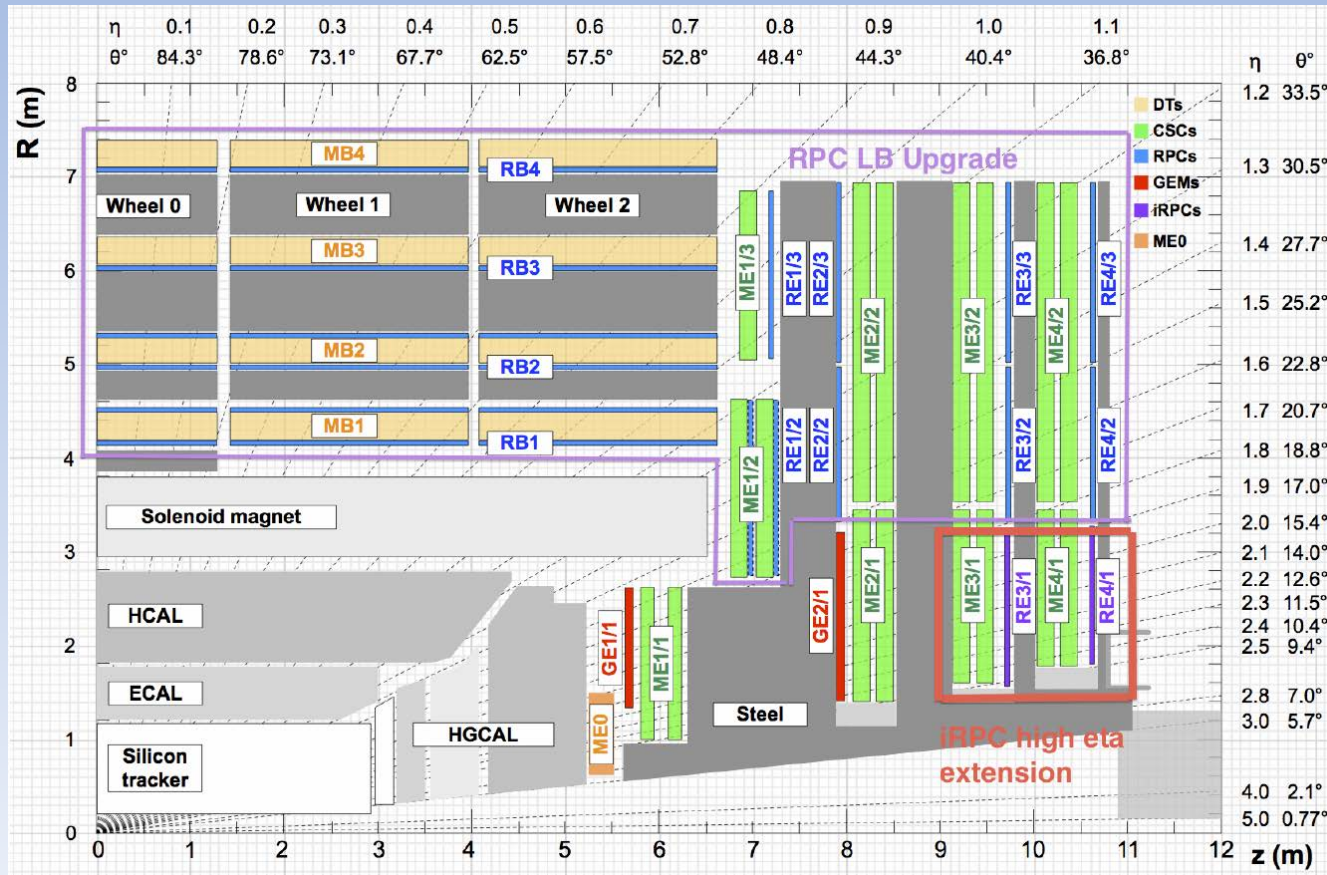 η 0.1 0.2 0.3 0.4 0.5 0.6 0.7 0.8 0.9 1.0 1.1
θ° 84.3° 78.6° 73.1° 67.7° 62.5° 57.5° 52.8° 48.4° 44.3° 40.4° 36.8°
η θ°
R (m)
8
7
6
5
4
3
2
1
0
1.2 33.5°
1.3 30.5°
1.4 27.7°
1.5 25.2°
1.6 22.8°
1.7 20.7°
1.8 18.8°
1.9 17.0°
2.0 15.4°
2.1 14.0°
2.2 12.6°
2.3 11.5°
2.4 10.4°
2.5 9.4°
2.8 7.0°
3.0 5.7°
4.0 2.1°
5.0 0.77°
DTs
CSCs
RPCs
GEMs
iRPCs
ME0
RPC LB Upgrade
MB4
RB4
Wheel 0 Wheel 1 Wheel 2
MB3
RB3
MB2
RB2
MB1
RB1
ME1/3
RE1/3
RE2/3
ME2/2
ME3/2
RE3/3
ME4/2
RE4/3
ME1/2
RE1/2
RE2/2
RE3/2
RE4/2
Solenoid magnet
HCAL
ECAL
Silicon
tracker
HGCAL
ME0
GE1/1
ME1/1
Steel
GE2/1
ME2/1
ME3/1
RE3/1
ME4/1
RE4/1
iRPC high eta
extension
0 1 2 3 4 5 6 7 8 9 10 11 12
z (m)